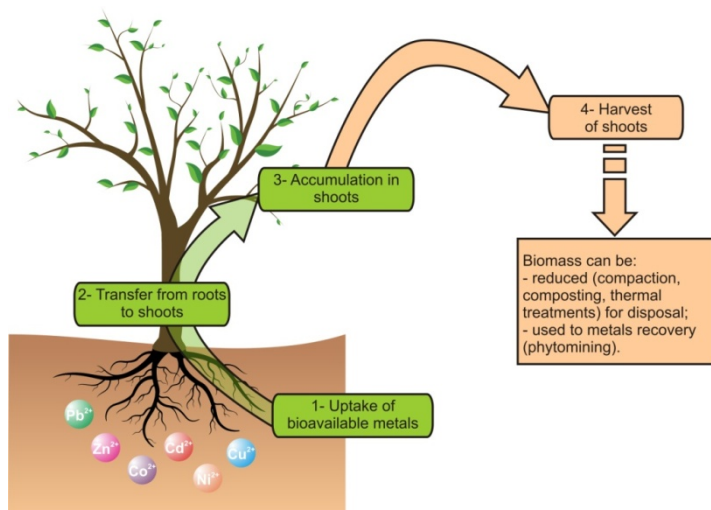 4- Harvest
of shoots
3- Accumulation in
shoots
Biomass can be:
- reduced (compaction,
composting, thermal
treatments) for disposal;
- used to metals recovery
(phytomining).
2- Transfer from roots
to shoots
1- Uptake of
bioavailable metals
Pb²⁺
Zn²⁺
Cd²⁺
Cu²⁺
Co²⁺
Ni²⁺